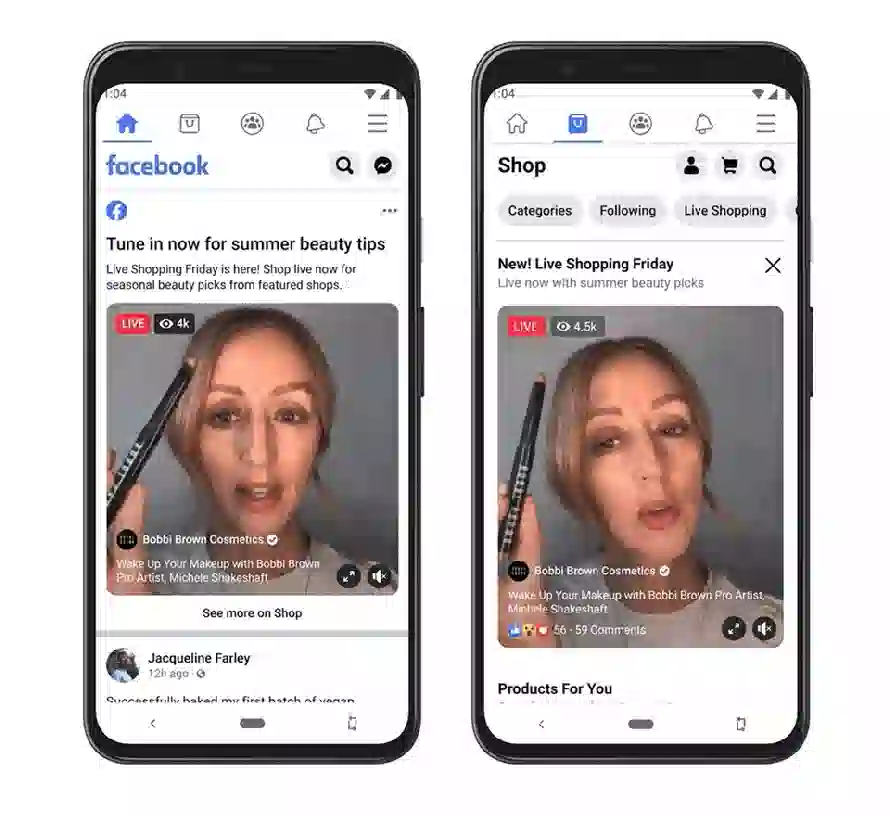 1:04
facebook
Tune in now for summer beauty tips
Live Shopping Friday is here! Shop live now for
seasonal beauty picks from featured shops.
LIVE 4k
Bobbi Brown Cosmetics
Wake Up Your Makeup with Bobbi Brown
Pro Artist, Michele Shakeshaft
See more on Shop
Jacqueline Farley
12h ago
Successfully baked my first batch of vegan
1:04
Shop
Categories
Following
Live Shopping
New! Live Shopping Friday
Live now with summer beauty picks
LIVE 4.5k
Bobbi Brown Cosmetics
Wake Up Your Makeup with Bobbi Brown Pro Artist,
Michele Shakeshaft
56 · 59 Comments
Products For You